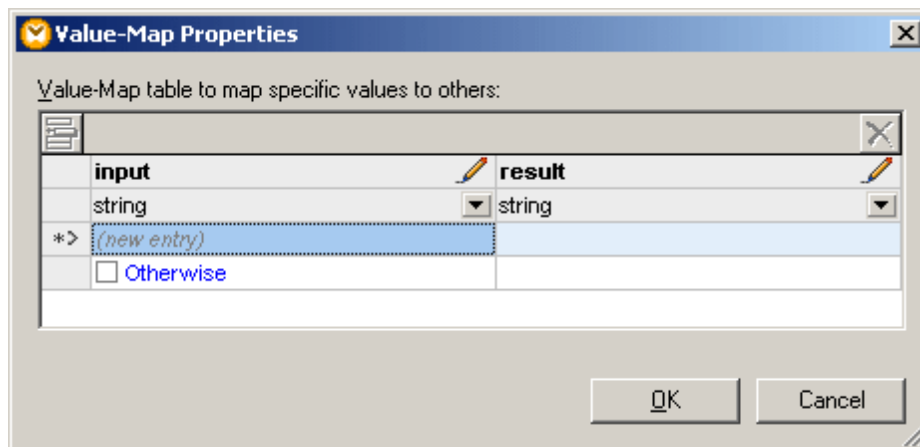 Value-Map Properties
Value-Map table to map specific values to others:
input result
string string
*> (new entry)
Otherwise
OK Cancel